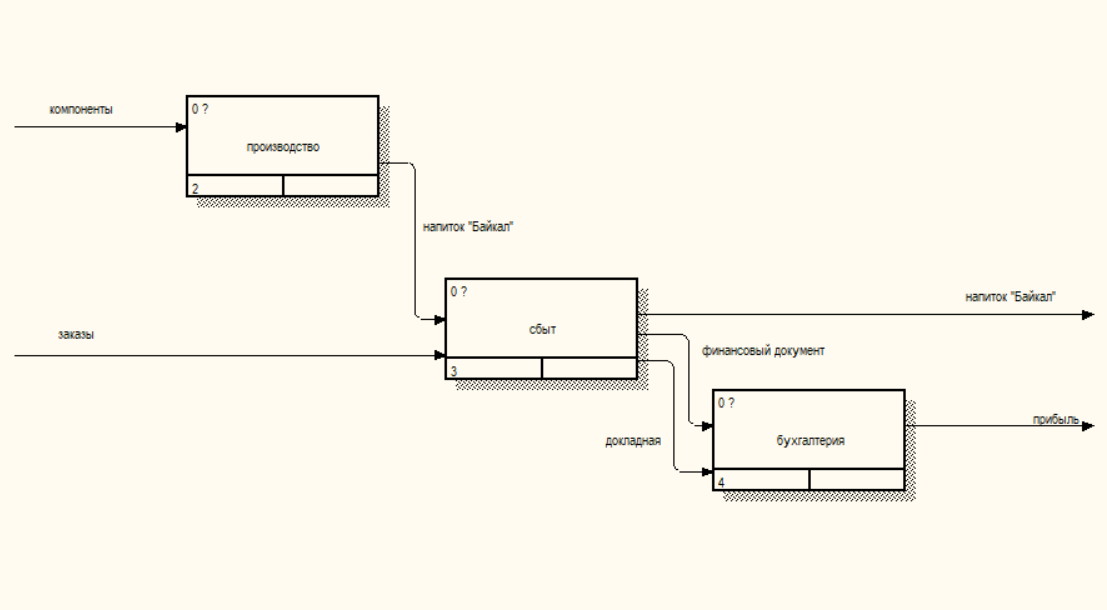 компоненты
0 ?
производство
2
напиток "Байкал"
0 ?
напиток "Байкал"
заказы
сбыт
финансовый документ
3
0 ?
прибыль
докладная
бухгалтерия
4